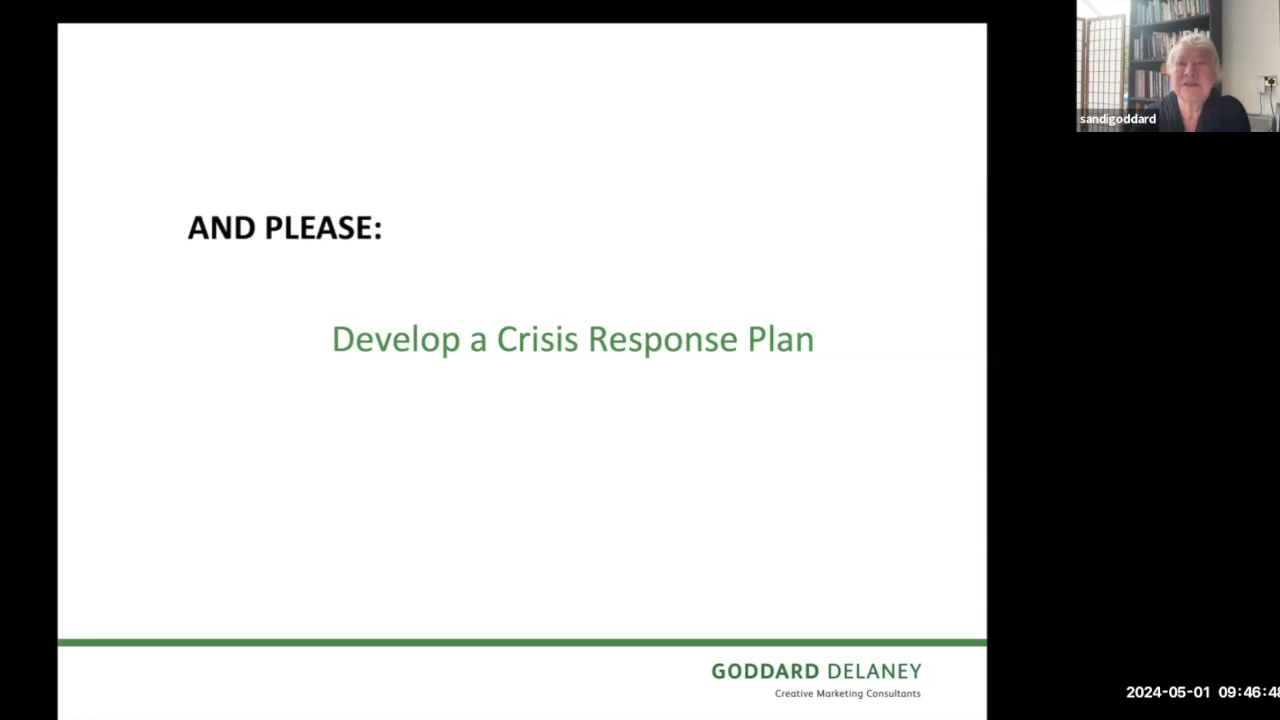 sandigoddard
AND PLEASE:
Develop a Crisis Response Plan
GODDARD DELANEY
Creative Marketing Consultants
2024-05-01 09:46:48